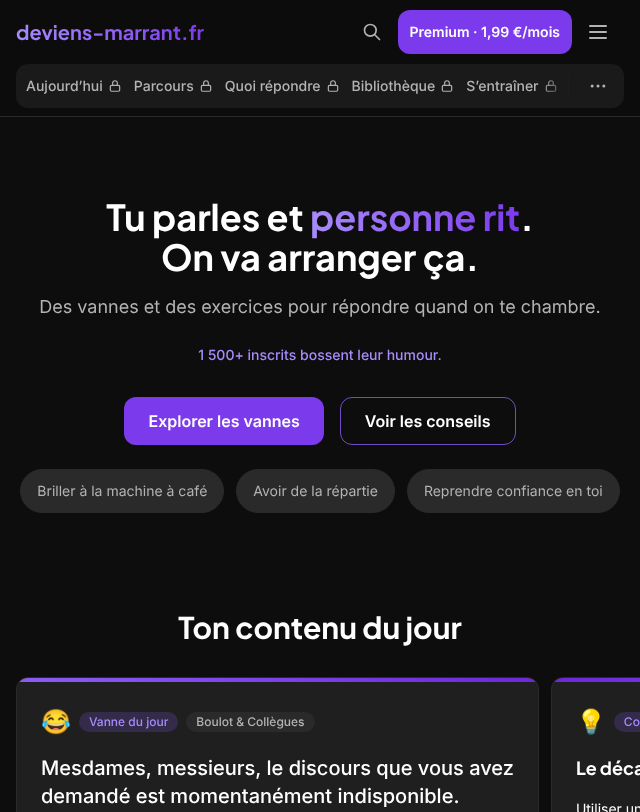 deviens-marrant.fr
Premium · 1,99 €/mois
Aujourd’hui Parcours Quoi répondre Bibliothèque S’entraîner ···
Tu parles et personne rit.
On va arranger ça.
Des vannes et des exercices pour répondre quand on te chambre.
1 500+ inscrits bossent leur humour.
Explorer les vannes
Voir les conseils
Briller à la machine à café
Avoir de la répartie
Reprendre confiance en toi
Ton contenu du jour
Vanne du jour
Boulot & Collègues
Mesdames, messieurs, le discours que vous avez
demandé est momentanément indisponible.
Le
Utiliser